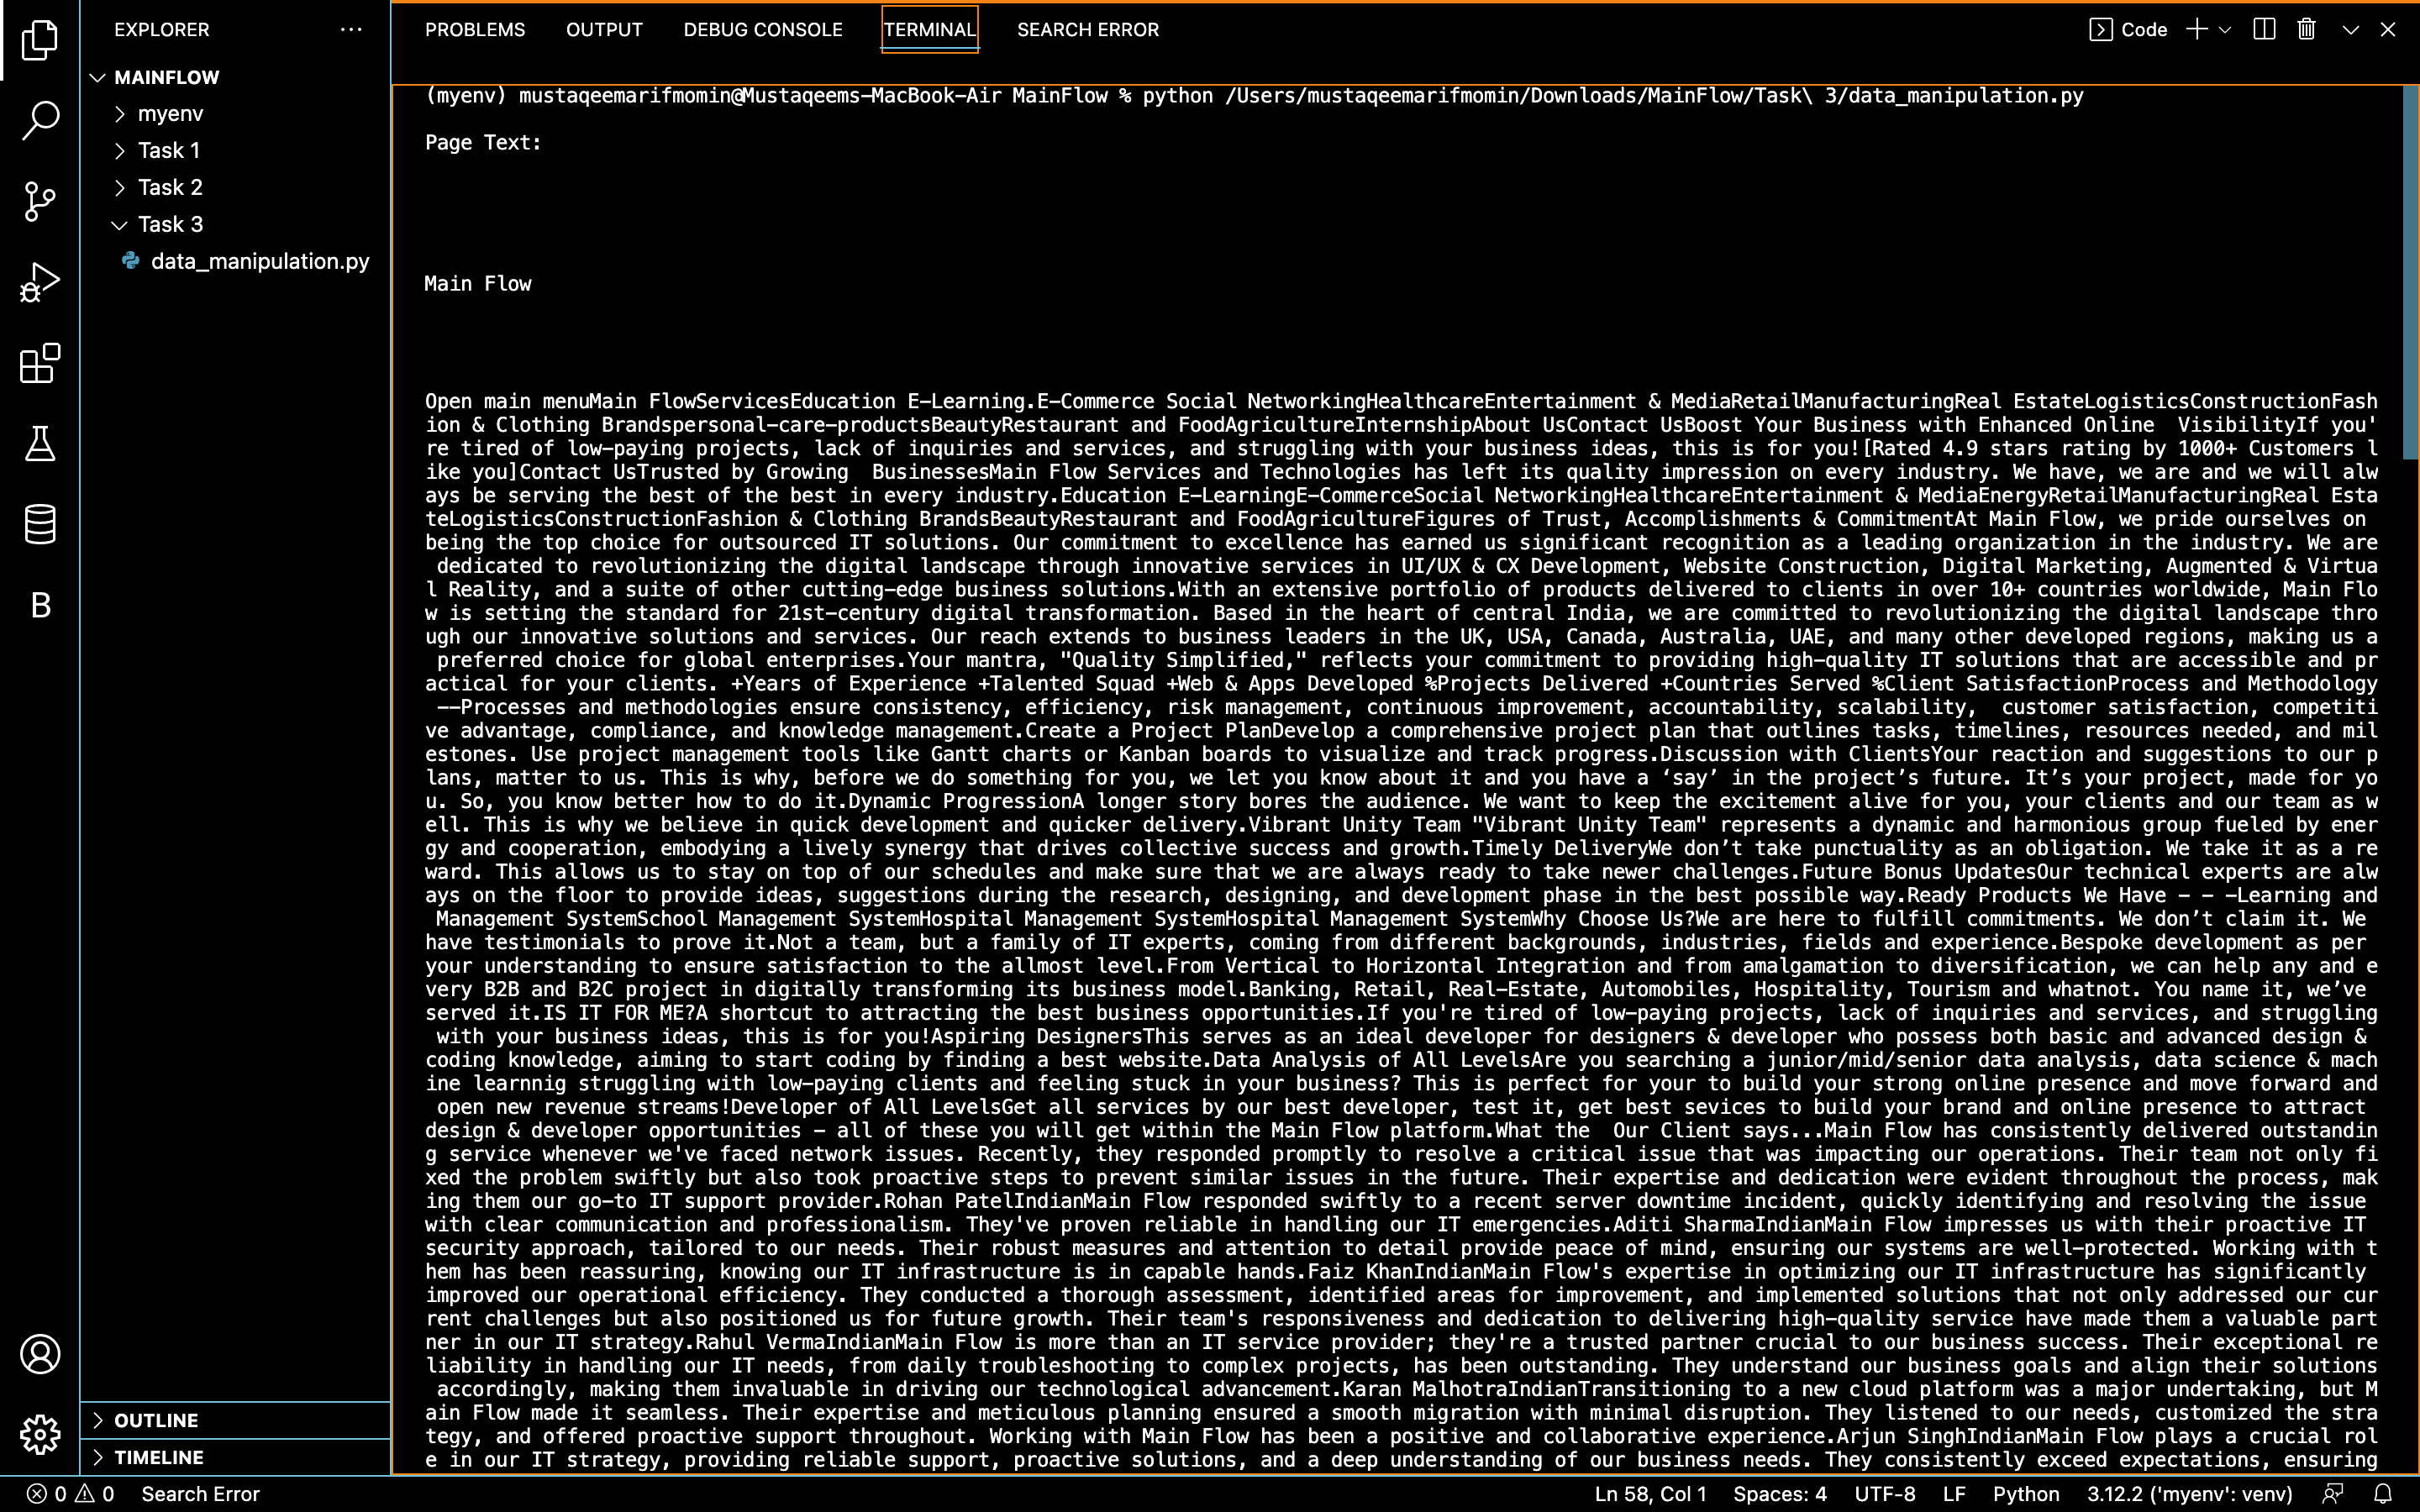 EXPLORER
MAINFLOW
myenv
Task 1
Task 2
Task 3
data_manipulation.py
B
OUTLINE
TIMELINE
PROBLEMS OUTPUT DEBUG CONSOLE TERMINAL SEARCH ERROR
Code
(myenv) mustaqeemarifmomin@Mustaqeems-MacBook-Air MainFlow % python /Users/mustaqeemarifmomin/Downloads/MainFlow/Task\ 3/data_manipulation.py
Page Text:
Main Flow
Open main menuMain FlowServicesEducation E-Learning.E-Commerce Social NetworkingHealthcareEntertainment & MediaRetailManufacturingReal EstateLogisticsConstructionFash
ion & Clothing Brandspersonal-care-productsBeautyRestaurant and FoodAgricultureInternshipAbout UsContact UsBoost Your Business with Enhanced Online  VisibilityIf you'
re tired of low-paying projects, lack of inquiries and services, and struggling with your business ideas, this is for you![Rated 4.9 stars rating by 1000+ Customers l
ike you]Contact UsTrusted by Growing  BusinessesMain Flow Services and Technologies has left its quality impression on every industry. We have, we are and we will alw
ays be serving the best of the best in every industry.Education E-LearningE-CommerceSocial NetworkingHealthcareEntertainment & MediaEnergyRetailManufacturingReal Esta
teLogisticsConstructionFashion & Clothing BrandsBeautyRestaurant and FoodAgricultureFigures of Trust, Accomplishments & CommitmentAt Main Flow, we pride ourselves on
being the top choice for outsourced IT solutions. Our commitment to excellence has earned us significant recognition as a leading organization in the industry. We are
 dedicated to revolutionizing the digital landscape through innovative services in UI/UX & CX Development, Website Construction, Digital Marketing, Augmented & Virtua
l Reality, and a suite of other cutting-edge business solutions.With an extensive portfolio of products delivered to clients in over 10+ countries worldwide, Main Flo
w is setting the standard for 21st-century digital transformation. Based in the heart of central India, we are committed to revolutionizing the digital landscape thro
ugh our innovative solutions and services. Our reach extends to business leaders in the UK, USA, Canada, Australia, UAE, and many other developed regions, making us a
 preferred choice for global enterprises.Your mantra, "Quality Simplified," reflects your commitment to providing high-quality IT solutions that are accessible and pr
actical for your clients. +Years of Experience +Talented Squad +Web & Apps Developed %Projects Delivered +Countries Served %Client SatisfactionProcess and Methodology
 --Processes and methodologies ensure consistency, efficiency, risk management, continuous improvement, accountability, scalability,  customer satisfaction, competiti
ve advantage, compliance, and knowledge management.Create a Project PlanDevelop a comprehensive project plan that outlines tasks, timelines, resources needed, and mil
estones. Use project management tools like Gantt charts or Kanban boards to visualize and track progress.Discussion with ClientsYour reaction and suggestions to our p
lans, matter to us. This is why, before we do something for you, we let you know about it and you have a ‘say’ in the project’s future. It’s your project, made for yo
u. So, you know better how to do it.Dynamic ProgressionA longer story bores the audience. We want to keep the excitement alive for you, your clients and our team as w
ell. This is why we believe in quick development and quicker delivery.Vibrant Unity Team "Vibrant Unity Team" represents a dynamic and harmonious group fueled by ener
gy and cooperation, embodying a lively synergy that drives collective success and growth.Timely DeliveryWe don’t take punctuality as an obligation. We take it as a re
ward. This allows us to stay on top of our schedules and make sure that we are always ready to take newer challenges.Future Bonus UpdatesOur technical experts are alw
ays on the floor to provide ideas, suggestions during the research, designing, and development phase in the best possible way.Ready Products We Have - - -Learning and
 Management SystemSchool Management SystemHospital Management SystemHospital Management SystemWhy Choose Us?We are here to fulfill commitments. We don’t claim it. We
have testimonials to prove it.Not a team, but a family of IT experts, coming from different backgrounds, industries, fields and experience.Bespoke development as per
your understanding to ensure satisfaction to the allmost level.From Vertical to Horizontal Integration and from amalgamation to diversification, we can help any and e
very B2B and B2C project in digitally transforming its business model.Banking, Retail, Real-Estate, Automobiles, Hospitality, Tourism and whatnot. You name it, we’ve
served it.IS IT FOR ME?A shortcut to attracting the best business opportunities.If you're tired of low-paying projects, lack of inquiries and services, and struggling
 with your business ideas, this is for you!Aspiring DesignersThis serves as an ideal developer for designers & developer who possess both basic and advanced design &
coding knowledge, aiming to start coding by finding a best website.Data Analysis of All LevelsAre you searching a junior/mid/senior data analysis, data science & mach
ine learnnig struggling with low-paying clients and feeling stuck in your business? This is perfect for your to build your strong online presence and move forward and
 open new revenue streams!Developer of All LevelsGet all services by our best developer, test it, get best sevices to build your brand and online presence to attract
design & developer opportunities - all of these you will get within the Main Flow platform.What the  Our Client says...Main Flow has consistently delivered outstandin
g service whenever we've faced network issues. Recently, they responded promptly to resolve a critical issue that was impacting our operations. Their team not only fi
xed the problem swiftly but also took proactive steps to prevent similar issues in the future. Their expertise and dedication were evident throughout the process, mak
ing them our go-to IT support provider.Rohan PatelIndianMain Flow responded swiftly to a recent server downtime incident, quickly identifying and resolving the issue
with clear communication and professionalism. They've proven reliable in handling our IT emergencies.Aditi SharmaIndianMain Flow impresses us with their proactive IT
security approach, tailored to our needs. Their robust measures and attention to detail provide peace of mind, ensuring our systems are well-protected. Working with t
hem has been reassuring, knowing our IT infrastructure is in capable hands.Faiz KhanIndianMain Flow's expertise in optimizing our IT infrastructure has significantly
improved our operational efficiency. They conducted a thorough assessment, identified areas for improvement, and implemented solutions that not only addressed our cur
rent challenges but also positioned us for future growth. Their team's responsiveness and dedication to delivering high-quality service have made them a valuable part
ner in our IT strategy.Rahul VermaIndianMain Flow is more than an IT service provider; they're a trusted partner crucial to our business success. Their exceptional re
liability in handling our IT needs, from daily troubleshooting to complex projects, has been outstanding. They understand our business goals and align their solutions
 accordingly, making them invaluable in driving our technological advancement.Karan MalhotraIndianTransitioning to a new cloud platform was a major undertaking, but M
ain Flow made it seamless. Their expertise and meticulous planning ensured a smooth migration with minimal disruption. They listened to our needs, customized the stra
tegy, and offered proactive support throughout. Working with Main Flow has been a positive and collaborative experience.Arjun SinghIndianMain Flow plays a crucial rol
e in our IT strategy, providing reliable support, proactive solutions, and a deep understanding of our business needs. They consistently exceed expectations, ensuring
0 0 Search Error Ln 58, Col 1 Spaces: 4 UTF-8 LF Python 3.12.2 ('myenv': venv)